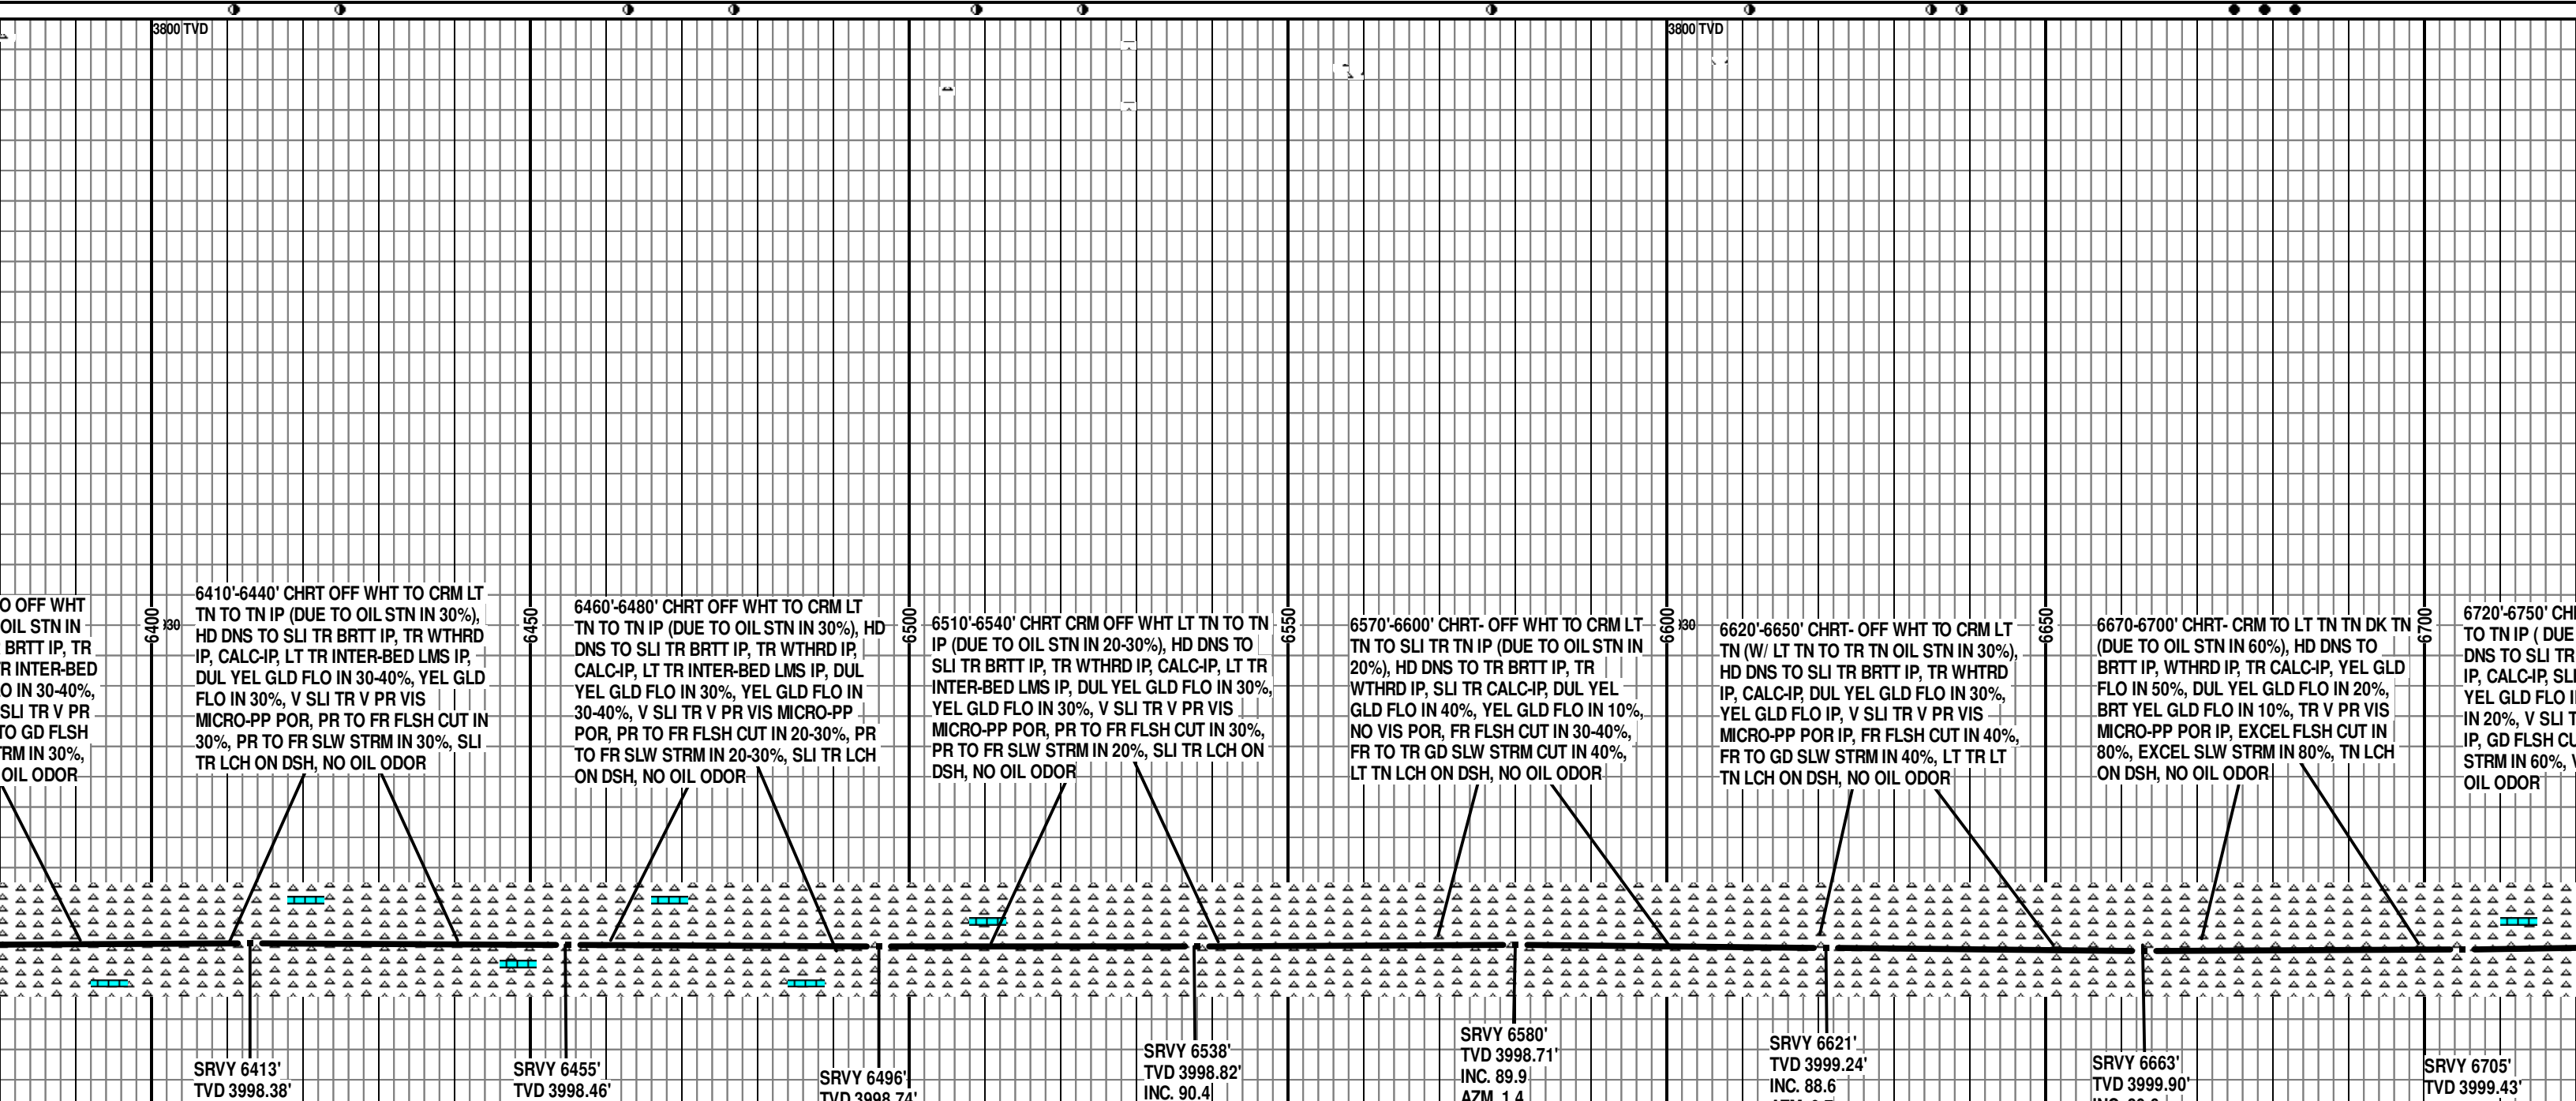 3800 TVD
3800 TVD
O OFF WHT
OIL STN IN
BRTT IP, TR
R INTER-BED
O IN 30-40%,
SLI TR V PR
TO GD FLSH
TRM IN 30%,
OIL ODOR
6400
6410'-6440' CHRT OFF WHT TO CRM LT
TN TO TN IP (DUE TO OIL STN IN 30%),
HD DNS TO SLI TR BRTT IP, TR WTHRD
IP, CALC-IP, LT TR INTER-BED LMS IP,
DUL YEL GLD FLO IN 30-40%, YEL GLD
FLO IN 30%, V SLI TR V PR VIS
MICRO-PP POR, PR TO FR FLSH CUT IN
30%, PR TO FR SLW STRM IN 30%, SLI
TR LCH ON DSH, NO OIL ODOR
6450
6460'-6480' CHRT OFF WHT TO CRM LT
TN TO TN IP (DUE TO OIL STN IN 30%), HD
DNS TO SLI TR BRTT IP, TR WTHRD IP,
CALC-IP, LT TR INTER-BED LMS IP, DUL
YEL GLD FLO IN 30%, YEL GLD FLO IN
30-40%, V SLI TR V PR VIS MICRO-PP
POR, PR TO FR FLSH CUT IN 20-30%, PR
TO FR SLW STRM IN 20-30%, SLI TR LCH
ON DSH, NO OIL ODOR
6500
6510'-6540' CHRT CRM OFF WHT LT TN TO TN
IP (DUE TO OIL STN IN 20-30%), HD DNS TO
SLI TR BRTT IP, TR WTHRD IP, CALC-IP, LT TR
INTER-BED LMS IP, DUL YEL GLD FLO IN 30%,
YEL GLD FLO IN 30%, V SLI TR V PR VIS
MICRO-PP POR, PR TO FR FLSH CUT IN 30%,
PR TO FR SLW STRM IN 20%, SLI TR LCH ON
DSH, NO OIL ODOR
6550
6570'-6600' CHRT- OFF WHT TO CRM LT
TN TO SLI TR TN IP (DUE TO OIL STN IN
20%), HD DNS TO TR BRTT IP, TR
WTHRD IP, SLI TR CALC-IP, DUL YEL
GLD FLO IN 40%, YEL GLD FLO IN 10%,
NO VIS POR, FR FLSH CUT IN 30-40%,
FR TO TR GD SLW STRM CUT IN 40%,
LT TN LCH ON DSH, NO OIL ODOR
6600
6620'-6650' CHRT- OFF WHT TO CRM LT
TN (W/ LT TN TO TR TN OIL STN IN 30%),
HD DNS TO SLI TR BRTT IP, TR WHTRD
IP, CALC-IP, DUL YEL GLD FLO IN 30%,
YEL GLD FLO IP, V SLI TR V PR VIS
MICRO-PP POR IP, FR FLSH CUT IN 40%,
FR TO GD SLW STRM IN 40%, LT TR LT
TN LCH ON DSH, NO OIL ODOR
6650
6670-6700' CHRT- CRM TO LT TN TN DK TN
(DUE TO OIL STN IN 60%), HD DNS TO
BRTT IP, WTHRD IP, TR CALC-IP, YEL GLD
FLO IN 50%, DUL YEL GLD FLO IN 20%,
BRT YEL GLD FLO IN 10%, TR V PR VIS
MICRO-PP POR IP, EXCEL FLSH CUT IN
80%, EXCEL SLW STRM IN 80%, TN LCH
ON DSH, NO OIL ODOR
6700
6720'-6750' CH
TO TN IP ( DUE
DNS TO SLI TR
IP, CALC-IP, SLI
YEL GLD FLO I
IN 20%, V SLI T
IP, GD FLSH CU
STRM IN 60%, V
OIL ODOR
SRVY 6413'
TVD 3998.38'
SRVY 6455'
TVD 3998.46'
SRVY 6496'
TVD 3998.74'
SRVY 6538'
TVD 3998.82'
INC. 90.4
SRVY 6580'
TVD 3998.71'
INC. 89.9
AZM. 1.4
SRVY 6621'
TVD 3999.24'
INC. 88.6
SRVY 6663'
TVD 3999.90'
SRVY 6705'
TVD 3999.43'